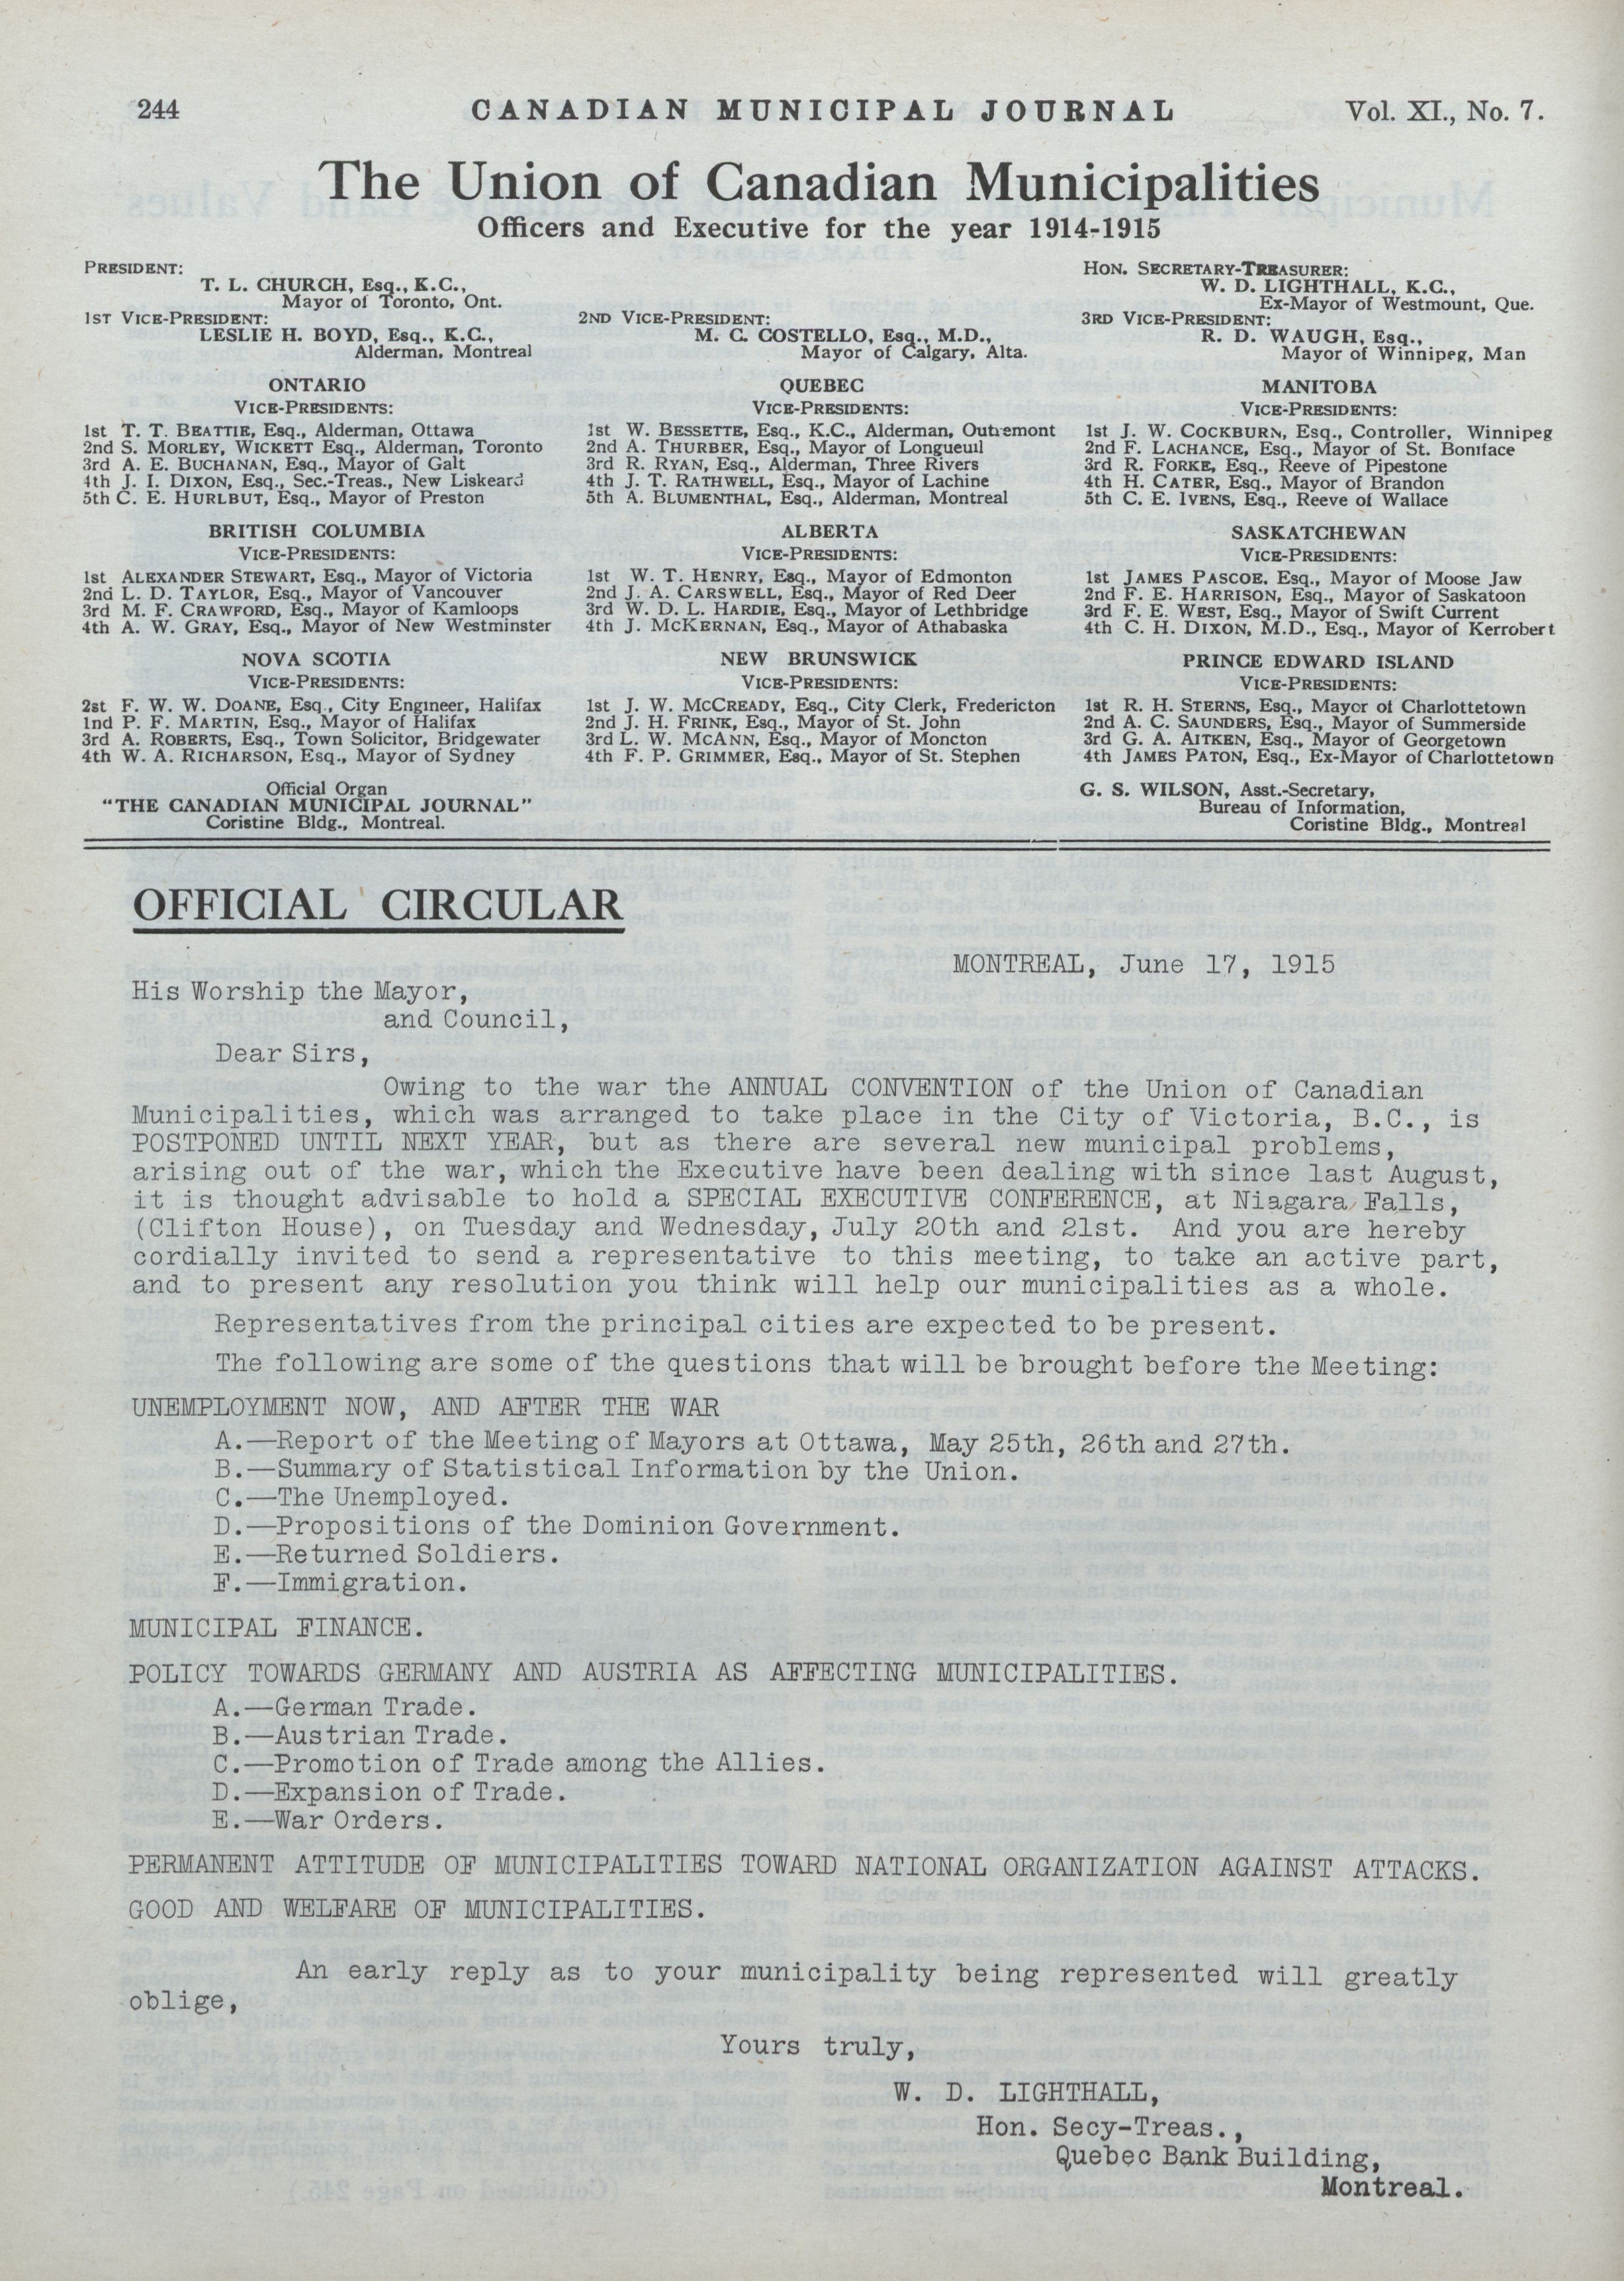 244 CANADIAN MUNICIPAL JOURNAL Vol. XI., No. 7.
The Union of Canadian Municipalities
Officers and Executive for the year 1914-1915
PRESIDENT:
T. L. CHURCH, Esq., K.C.,
Mayor of Toronto, Ont.
HON. SECRETARY-TREASURER:
W. D. LIGHTHALL, K.C.,
Ex-Mayor of Westmount, Que.
1ST VICE-PRESIDENT:
LESLIE H. BOYD, Esq., K.C.,
Alderman, Montreal
2ND VICE-PRESIDENT:
M. C. COSTELLO, Esq., M.D.,
Mayor of Calgary, Alta.
3RD VICE-PRESIDENT:
R. D. WAUGH, Esq.,
Mayor of Winnipeg, Man
ONTARIO
VICE-PRESIDENTS:
1st T. T. BEATTIE, Esq., Alderman, Ottawa
2nd S. MORLEY, WICKETT Esq., Alderman, Toronto
3rd A. E. BUCHANAN, Esq., Mayor of Galt
4th J. I. DIXON, Esq., Sec.-Treas., New Liskeard
5th C. E. HURLBUT, Esq., Mayor of Preston
QUEBEC
VICE-PRESIDENTS:
1st W. BESSETTE, Esq., K.C., Alderman, Outremont
2nd A. THURBER, Esq., Mayor of Longueuil
3rd R. RYAN, Esq., Alderman, Three Rivers
4th J. T. RATHWELL, Esq., Mayor of Lachine
5th A. BLUMENTHAL, Esq., Alderman, Montreal
MANITOBA
VICE-PRESIDENTS:
1st J. W. COCKBURN, Esq., Controller, Winnipeg
2nd F. LACHANCE, Esq., Mayor of St. Boniface
3rd R. FORKE, Esq., Reeve of Pipestone
4th H. CATER, Esq., Mayor of Brandon
5th C. E. IVENS, Esq., Reeve of Wallace
BRITISH COLUMBIA
VICE-PRESIDENTS:
1st ALEXANDER STEWART, Esq., Mayor of Victoria
2nd L. D. TAYLOR, Esq., Mayor of Vancouver
3rd M. F. CRAWFORD, Esq., Mayor of Kamloops
4th A. W. GRAY, Esq., Mayor of New Westminster
ALBERTA
VICE-PRESIDENTS:
1st W. T. HENRY, Esq., Mayor of Edmonton
2nd J. A. CARSWELL, Esq., Mayor of Red Deer
3rd W. D. L. HARDIE, Esq., Mayor of Lethbridge
4th J. MCKERNAN, Esq., Mayor of Athabaska
SASKATCHEWAN
VICE-PRESIDENTS:
1st JAMES PASCOE, Esq., Mayor of Moose Jaw
2nd F. E. HARRISON, Esq., Mayor of Saskatoon
3rd F. E. WEST, Esq., Mayor of Swift Current
4th C. H. DIXON, M.D., Esq., Mayor of Kerrobert
NOVA SCOTIA
VICE-PRESIDENTS:
2st F. W. W. DOANE, Esq., City Engineer, Halifax
1nd P. F. MARTIN, Esq., Mayor of Halifax
3rd A. ROBERTS, Esq., Town Solicitor, Bridgewater
4th W. A. RICHARSON, Esq., Mayor of Sydney
NEW BRUNSWICK
VICE-PRESIDENTS:
1st J. W. MCCREADY, Esq., City Clerk, Fredericton
2nd J. H. FRINK, Esq., Mayor of St. John
3rd L. W. MCANN, Esq., Mayor of Moncton
4th F. P. GRIMMER, Esq., Mayor of St. Stephen
PRINCE EDWARD ISLAND
VICE-PRESIDENTS:
1st R. H. STERNS, Esq., Mayor of Charlottetown
2nd A. C. SAUNDERS, Esq., Mayor of Summerside
3rd G. A. AITKEN, Esq., Mayor of Georgetown
4th JAMES PATON, Esq., Ex-Mayor of Charlottetown
Official Organ
"THE CANADIAN MUNICIPAL JOURNAL"
Coristine Bldg., Montreal.
G. S. WILSON, Asst.-Secretary,
Bureau of Information,
Coristine Bldg., Montreal
OFFICIAL CIRCULAR
MONTREAL, June 17, 1915
His Worship the Mayor,
and Council,
Dear Sirs,
Owing to the war the ANNUAL CONVENTION of the Union of Canadian
Municipalities, which was arranged to take place in the City of Victoria, B.C., is
POSTPONED UNTIL NEXT YEAR, but as there are several new municipal problems,
arising out of the war, which the Executive have been dealing with since last August,
it is thought advisable to hold a SPECIAL EXECUTIVE CONFERENCE, at Niagara Falls,
(Clifton House), on Tuesday and Wednesday, July 20th and 21st. And you are hereby
cordially invited to send a representative to this meeting, to take an active part,
and to present any resolution you think will help our municipalities as a whole.
Representatives from the principal cities are expected to be present.
The following are some of the questions that will be brought before the Meeting:
UNEMPLOYMENT NOW, AND AFTER THE WAR
A.—Report of the Meeting of Mayors at Ottawa, May 25th, 26th and 27th.
B.—Summary of Statistical Information by the Union.
C.—The Unemployed.
D.—Propositions of the Dominion Government.
E.—Returned Soldiers.
F.—Immigration.
MUNICIPAL FINANCE.
POLICY TOWARDS GERMANY AND AUSTRIA AS AFFECTING MUNICIPALITIES.
A.—German Trade.
B.—Austrian Trade.
C.—Promotion of Trade among the Allies.
D.—Expansion of Trade.
E.—War Orders.
PERMANENT ATTITUDE OF MUNICIPALITIES TOWARD NATIONAL ORGANIZATION AGAINST ATTACKS.
GOOD AND WELFARE OF MUNICIPALITIES.
An early reply as to your municipality being represented will greatly
oblige,
Yours truly,
W. D. LIGHTHALL,
Hon. Secy-Treas.,
Quebec Bank Building,
Montreal.